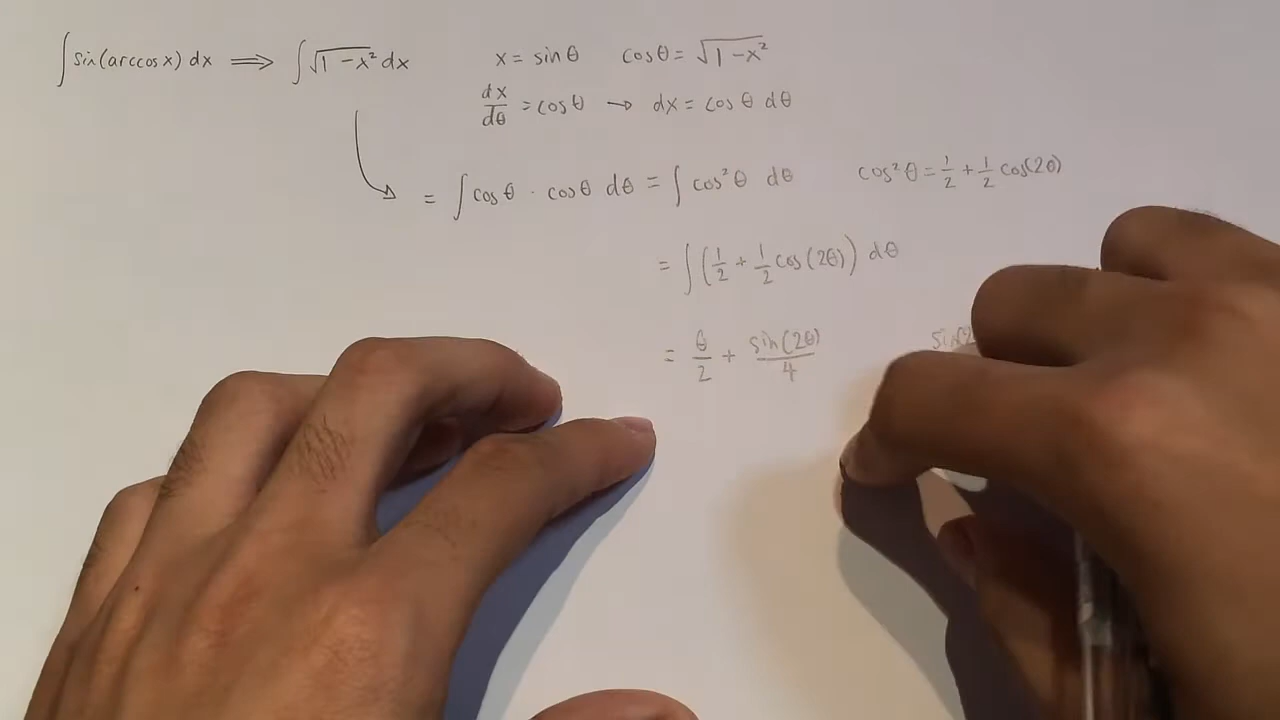 ∫ sin(arccos x) dx ⟹ ∫ √(1 − x²) dx x = sin θ cos θ = √(1 − x²)
dx/dθ = cos θ → dx = cos θ dθ
= ∫ cos θ · cos θ dθ = ∫ cos² θ dθ cos² θ = 1/2 + 1/2 cos(2θ)
= ∫ (1/2 + 1/2 cos(2θ)) dθ
= θ/2 + sin(2θ)/4 sin(2